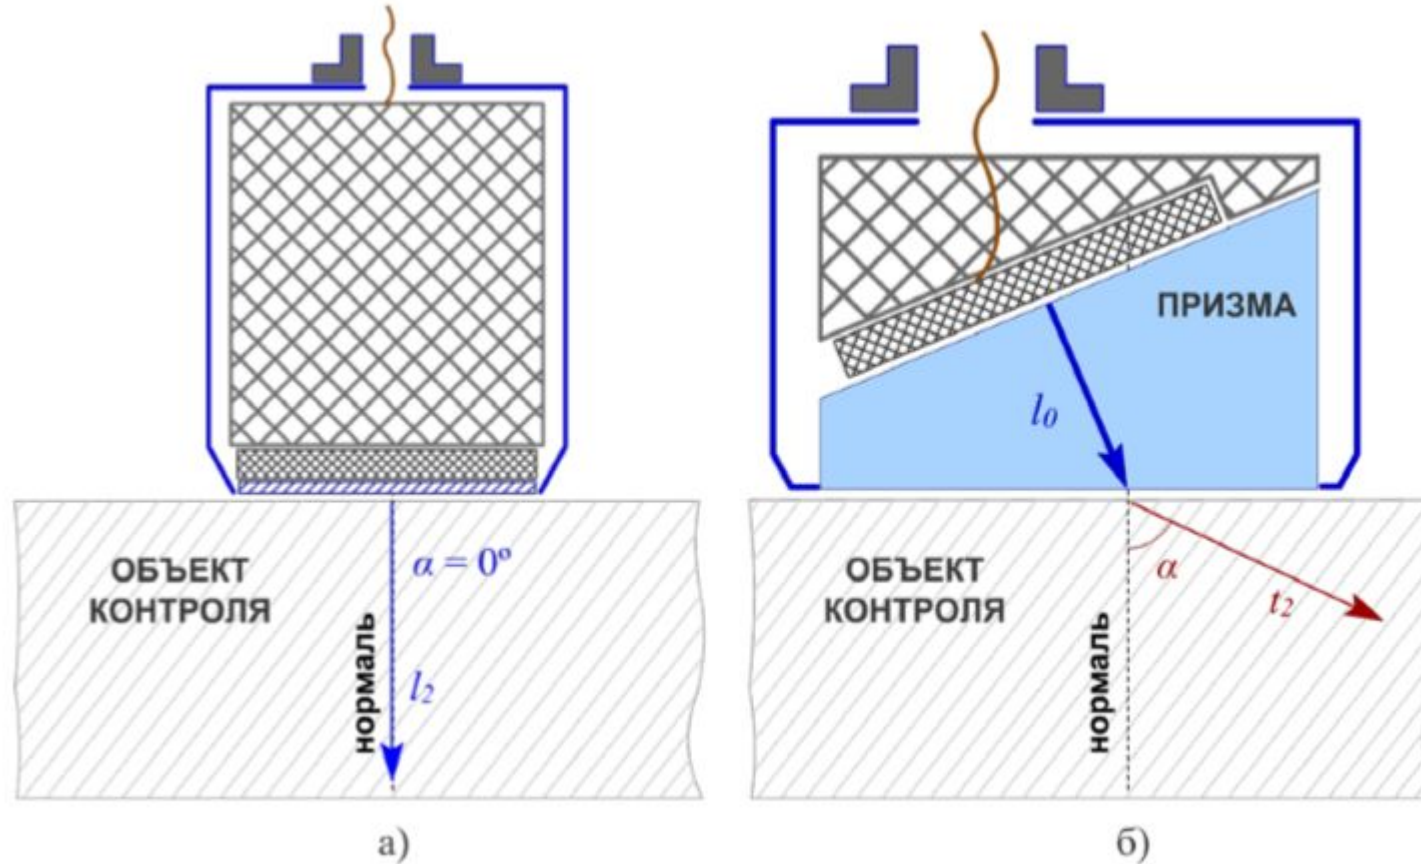 ПРИЗМА
l₀
ОБЪЕКТ
КОНТРОЛЯ
α = 0º
нормаль
l₂
ОБЪЕКТ
КОНТРОЛЯ
α
t₂
нормаль
а)
б)